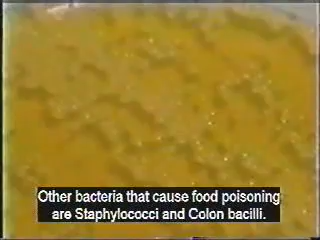 Other bacteria that cause food poisoning
are Staphylococci and Colon bacilli.